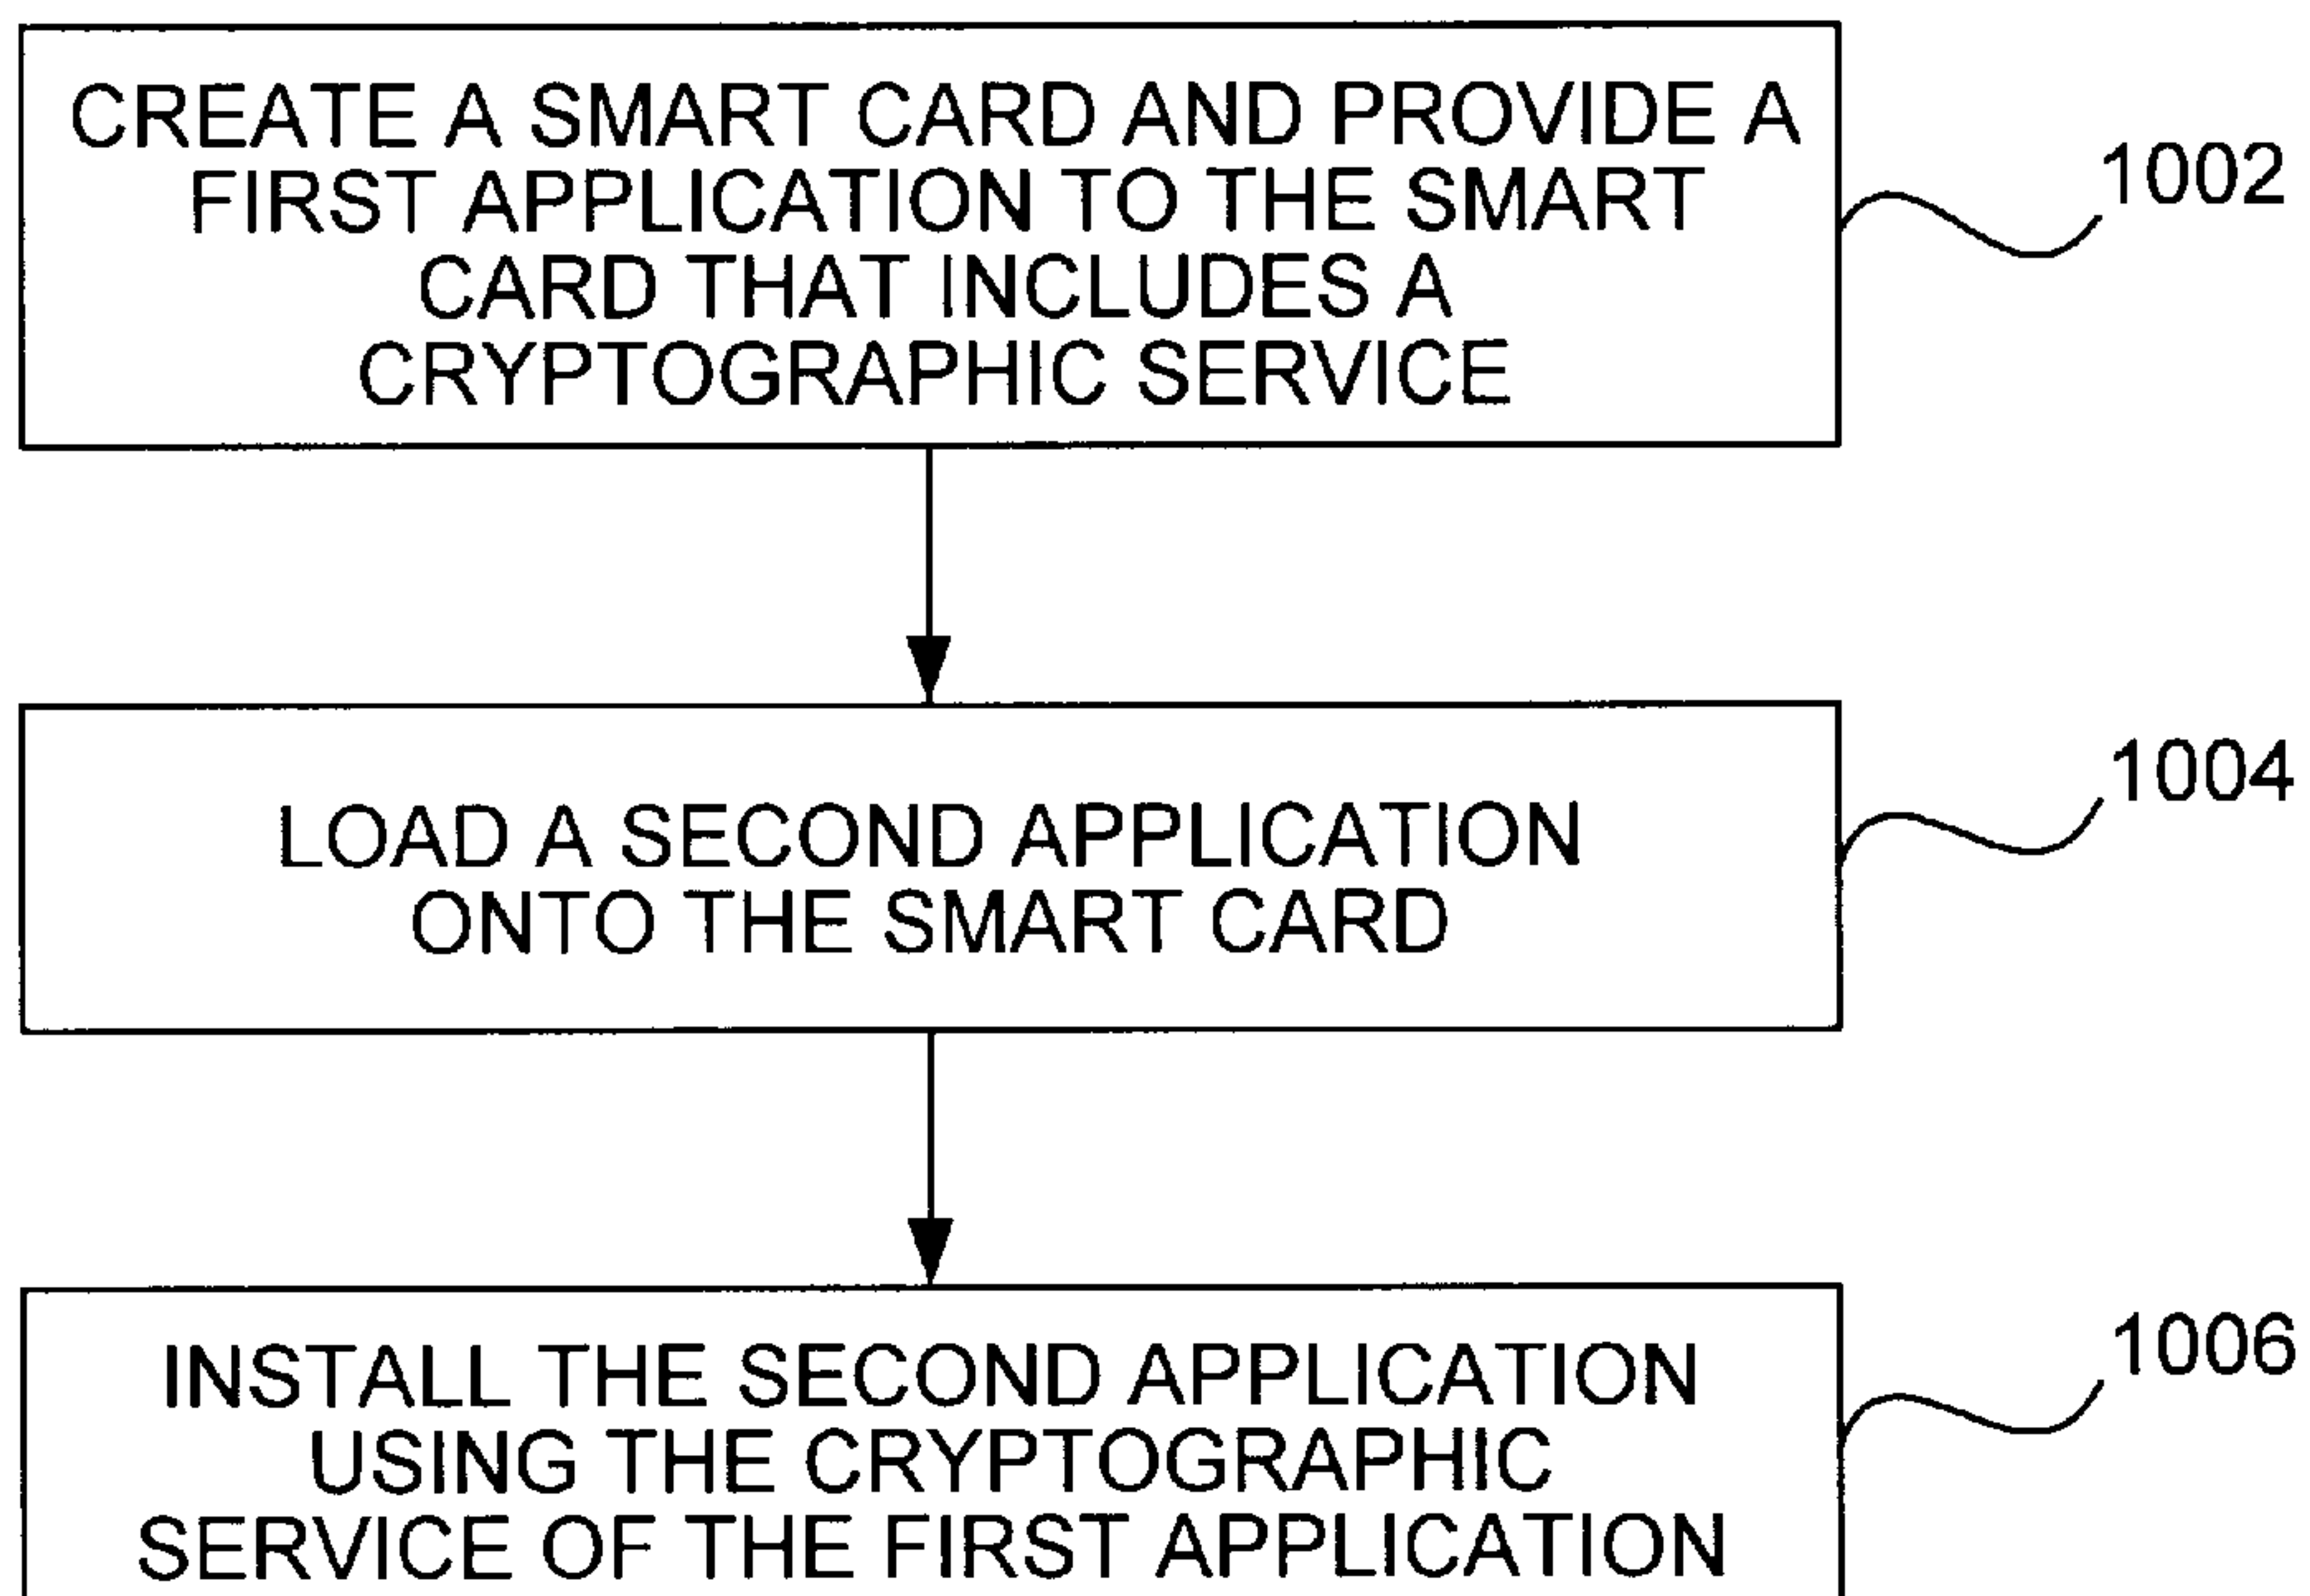 CREATE A SMART CARD AND PROVIDE A
FIRST APPLICATION TO THE SMART
CARD THAT INCLUDES A
CRYPTOGRAPHIC SERVICE
1002
LOAD A SECOND APPLICATION
ONTO THE SMART CARD
1004
INSTALL THE SECOND APPLICATION
USING THE CRYPTOGRAPHIC
SERVICE OF THE FIRST APPLICATION
1006